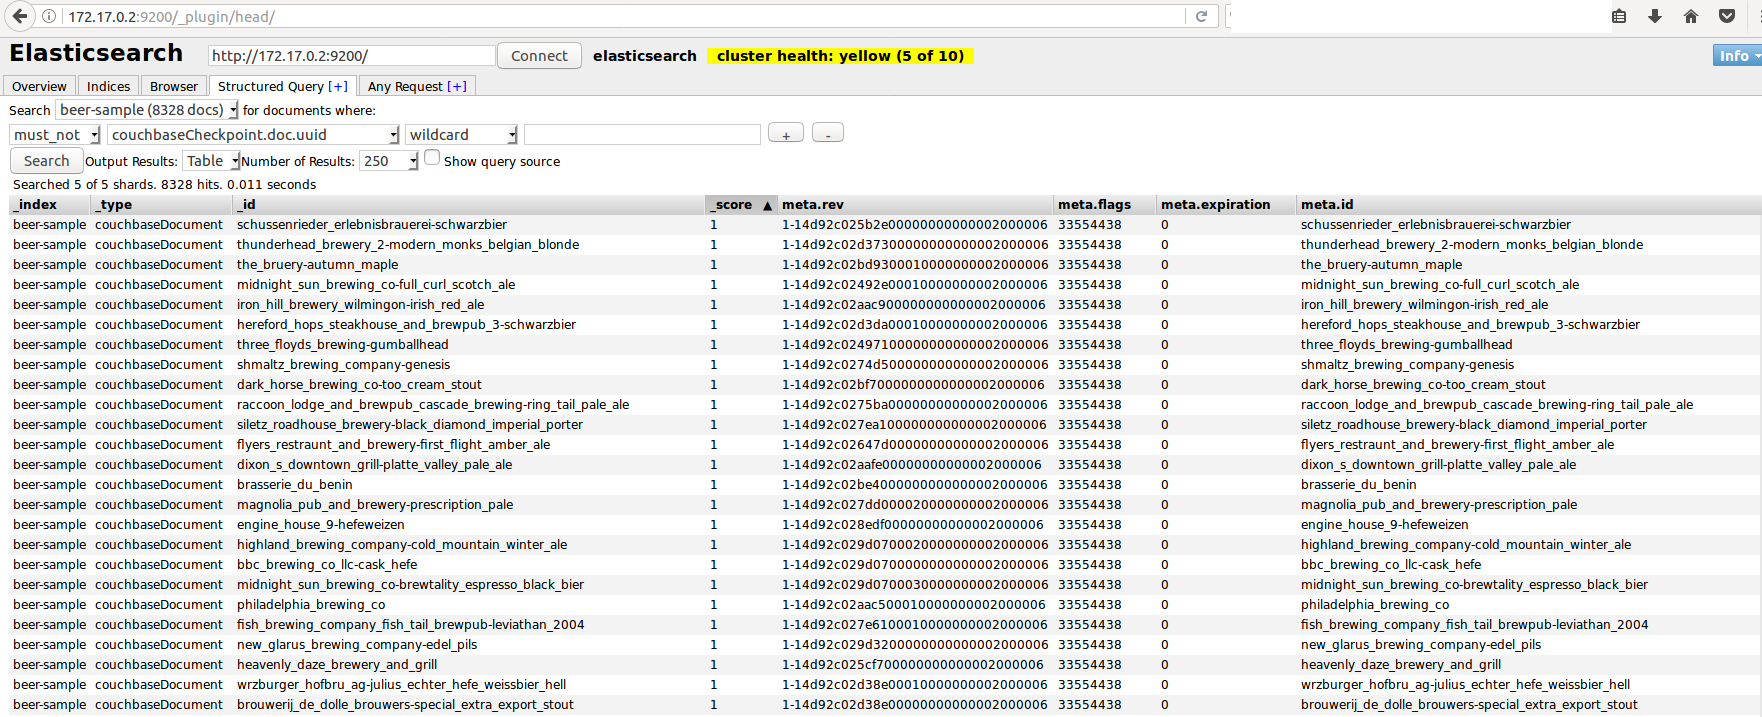 172.17.0.2:9200/_plugin/head/
Elasticsearch http://172.17.0.2:9200/ Connect elasticsearch cluster health: yellow (5 of 10) Info
Overview Indices Browser Structured Query [+] Any Request [+]
Search beer-sample (8328 docs) for documents where:
must_not couchbaseCheckpoint.doc.uuid wildcard + -
Search Output Results: Table Number of Results: 250 Show query source
Searched 5 of 5 shards. 8328 hits. 0.011 seconds
_index _type _id _score ▲ meta.rev meta.flags meta.expiration meta.id
beer-sample couchbaseDocument schussenrieder_erlebnisbrauerei-schwarzbier 1 1-14d92c025b2e00000000000002000006 33554438 0 schussenrieder_erlebnisbrauerei-schwarzbier
beer-sample couchbaseDocument thunderhead_brewery_2-modern_monks_belgian_blonde 1 1-14d92c02d37300000000000002000006 33554438 0 thunderhead_brewery_2-modern_monks_belgian_blonde
beer-sample couchbaseDocument the_bruery-autumn_maple 1 1-14d92c02bd9300010000000002000006 33554438 0 the_bruery-autumn_maple
beer-sample couchbaseDocument midnight_sun_brewing_co-full_curl_scotch_ale 1 1-14d92c02492e00010000000002000006 33554438 0 midnight_sun_brewing_co-full_curl_scotch_ale
beer-sample couchbaseDocument iron_hill_brewery_wilmingon-irish_red_ale 1 1-14d92c02aac900000000000002000006 33554438 0 iron_hill_brewery_wilmingon-irish_red_ale
beer-sample couchbaseDocument hereford_hops_steakhouse_and_brewpub_3-schwarzbier 1 1-14d92c02d3da00010000000002000006 33554438 0 hereford_hops_steakhouse_and_brewpub_3-schwarzbier
beer-sample couchbaseDocument three_floyds_brewing-gumballhead 1 1-14d92c02497100000000000002000006 33554438 0 three_floyds_brewing-gumballhead
beer-sample couchbaseDocument shmaltz_brewing_company-genesis 1 1-14d92c0274d500000000000002000006 33554438 0 shmaltz_brewing_company-genesis
beer-sample couchbaseDocument dark_horse_brewing_co-too_cream_stout 1 1-14d92c02bf7000000000000002000006 33554438 0 dark_horse_brewing_co-too_cream_stout
beer-sample couchbaseDocument raccoon_lodge_and_brewpub_cascade_brewing-ring_tail_pale_ale 1 1-14d92c0275ba00000000000002000006 33554438 0 raccoon_lodge_and_brewpub_cascade_brewing-ring_tail_pale_ale
beer-sample couchbaseDocument siletz_roadhouse_brewery-black_diamond_imperial_porter 1 1-14d92c027ea100000000000002000006 33554438 0 siletz_roadhouse_brewery-black_diamond_imperial_porter
beer-sample couchbaseDocument flyers_restraunt_and_brewery-first_flight_amber_ale 1 1-14d92c02647d00000000000002000006 33554438 0 flyers_restraunt_and_brewery-first_flight_amber_ale
beer-sample couchbaseDocument dixon_s_downtown_grill-platte_valley_pale_ale 1 1-14d92c02aafe00000000000002000006 33554438 0 dixon_s_downtown_grill-platte_valley_pale_ale
beer-sample couchbaseDocument brasserie_du_benin 1 1-14d92c02be4000000000000002000006 33554438 0 brasserie_du_benin
beer-sample couchbaseDocument magnolia_pub_and_brewery-prescription_pale 1 1-14d92c027dd000020000000002000006 33554438 0 magnolia_pub_and_brewery-prescription_pale
beer-sample couchbaseDocument engine_house_9-hefeweizen 1 1-14d92c028edf00000000000002000006 33554438 0 engine_house_9-hefeweizen
beer-sample couchbaseDocument highland_brewing_company-cold_mountain_winter_ale 1 1-14d92c029d0700020000000002000006 33554438 0 highland_brewing_company-cold_mountain_winter_ale
beer-sample couchbaseDocument bbc_brewing_co_llc-cask_hefe 1 1-14d92c029d0700000000000002000006 33554438 0 bbc_brewing_co_llc-cask_hefe
beer-sample couchbaseDocument midnight_sun_brewing_co-brewtality_espresso_black_bier 1 1-14d92c029d0700030000000002000006 33554438 0 midnight_sun_brewing_co-brewtality_espresso_black_bier
beer-sample couchbaseDocument philadelphia_brewing_co 1 1-14d92c02aac500010000000002000006 33554438 0 philadelphia_brewing_co
beer-sample couchbaseDocument fish_brewing_company_fish_tail_brewpub-leviathan_2004 1 1-14d92c027e6100010000000002000006 33554438 0 fish_brewing_company_fish_tail_brewpub-leviathan_2004
beer-sample couchbaseDocument new_glarus_brewing_company-edel_pils 1 1-14d92c029d3200000000000002000006 33554438 0 new_glarus_brewing_company-edel_pils
beer-sample couchbaseDocument heavenly_daze_brewery_and_grill 1 1-14d92c025cf700000000000002000006 33554438 0 heavenly_daze_brewery_and_grill
beer-sample couchbaseDocument wrzburger_hofbru_ag-julius_echter_hefe_weissbier_hell 1 1-14d92c02d38e00010000000002000006 33554438 0 wrzburger_hofbru_ag-julius_echter_hefe_weissbier_hell
beer-sample couchbaseDocument brouwerij_de_dolle_brouwers-special_extra_export_stout 1 1-14d92c02d38e00000000000002000006 33554438 0 brouwerij_de_dolle_brouwers-special_extra_export_stout